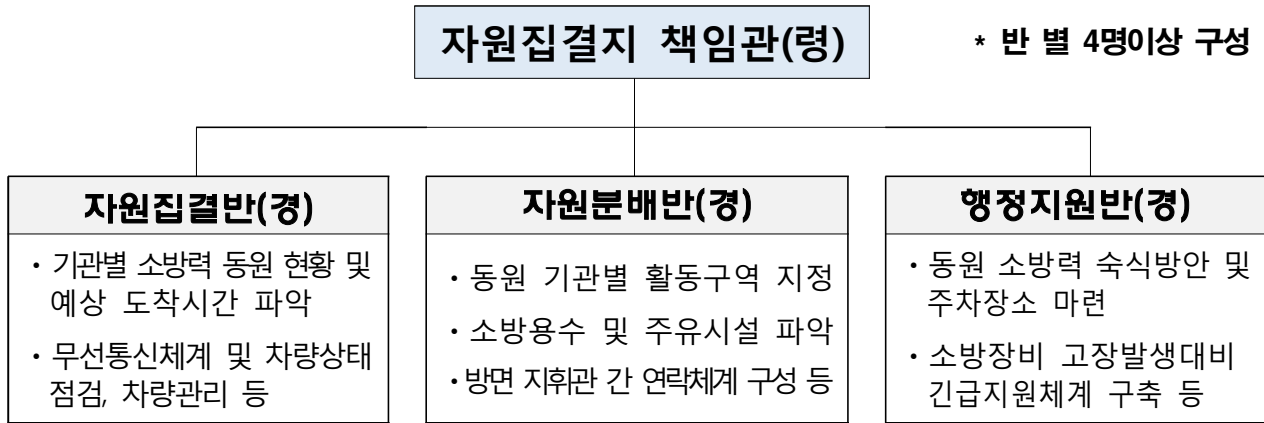 자원집결지 책임관(령)
* 반 별 4명이상 구성
자원집결반(경)
· 기관별 소방력 동원 현황 및
예상 도착시간 파악
· 무선통신체계 및 차량상태
점검, 차량관리 등
자원분배반(경)
· 동원 기관별 활동구역 지정
· 소방용수 및 주유시설 파악
· 방면 지휘관 간 연락체계 구성 등
행정지원반(경)
· 동원 소방력 숙식방안 및
주차장소 마련
· 소방장비 고장발생대비
긴급지원체계 구축 등